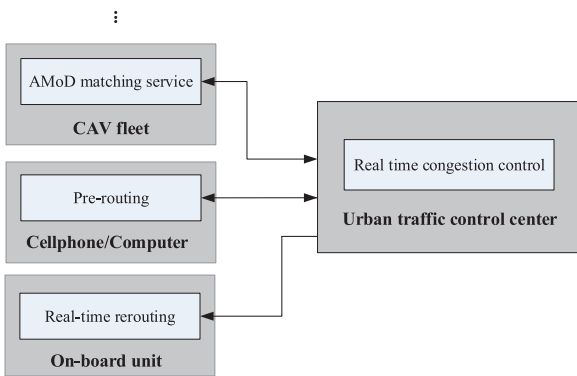 ⋮
AMoD matching service
CAV fleet
Pre-routing
Cellphone/Computer
Real-time rerouting
On-board unit
Real time congestion control
Urban traffic control center